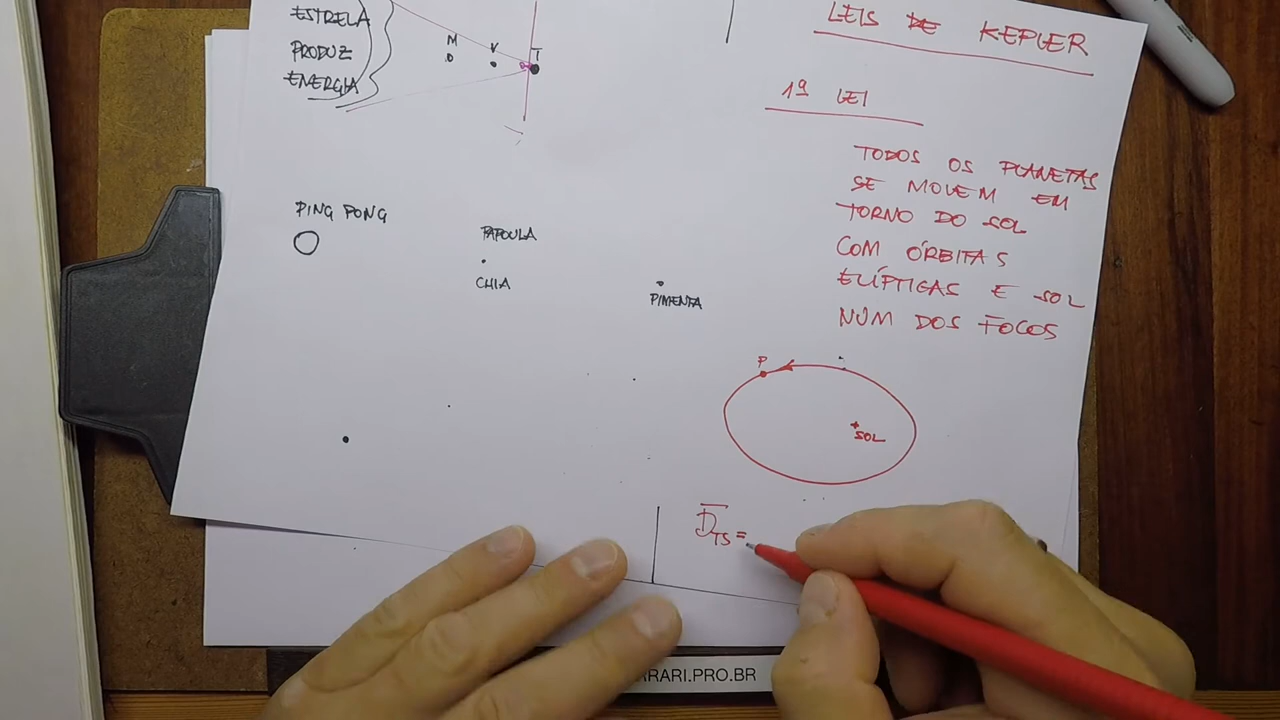 ESTRELA
PRODUZ
ENERGIA
M
V
T
PING PONG
PAPOULA
CHIA
PIMENTA
LEIS DE KEPLER
1ª LEI
TODOS OS PLANETAS
SE MOVEM EM
TORNO DO SOL
COM ÓRBITAS
ELÍPTICAS E SOL
NUM DOS FOCOS
P
SOL
D̅TS =
RRARI.PRO.BR